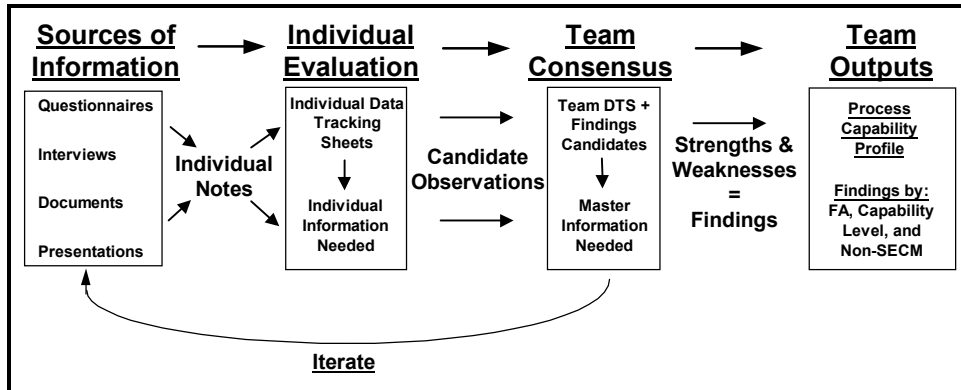 Sources of
Information
Individual
Evaluation
Team
Consensus
Team
Outputs
Questionnaires
Interviews
Documents
Presentations
Individual
Notes
Individual Data
Tracking
Sheets
Individual
Information
Needed
Candidate
Observations
Team DTS +
Findings
Candidates
Master
Information
Needed
Strengths &
Weaknesses
=
Findings
Process
Capability
Profile
Findings by:
FA, Capability
Level, and
Non-SECM
Iterate